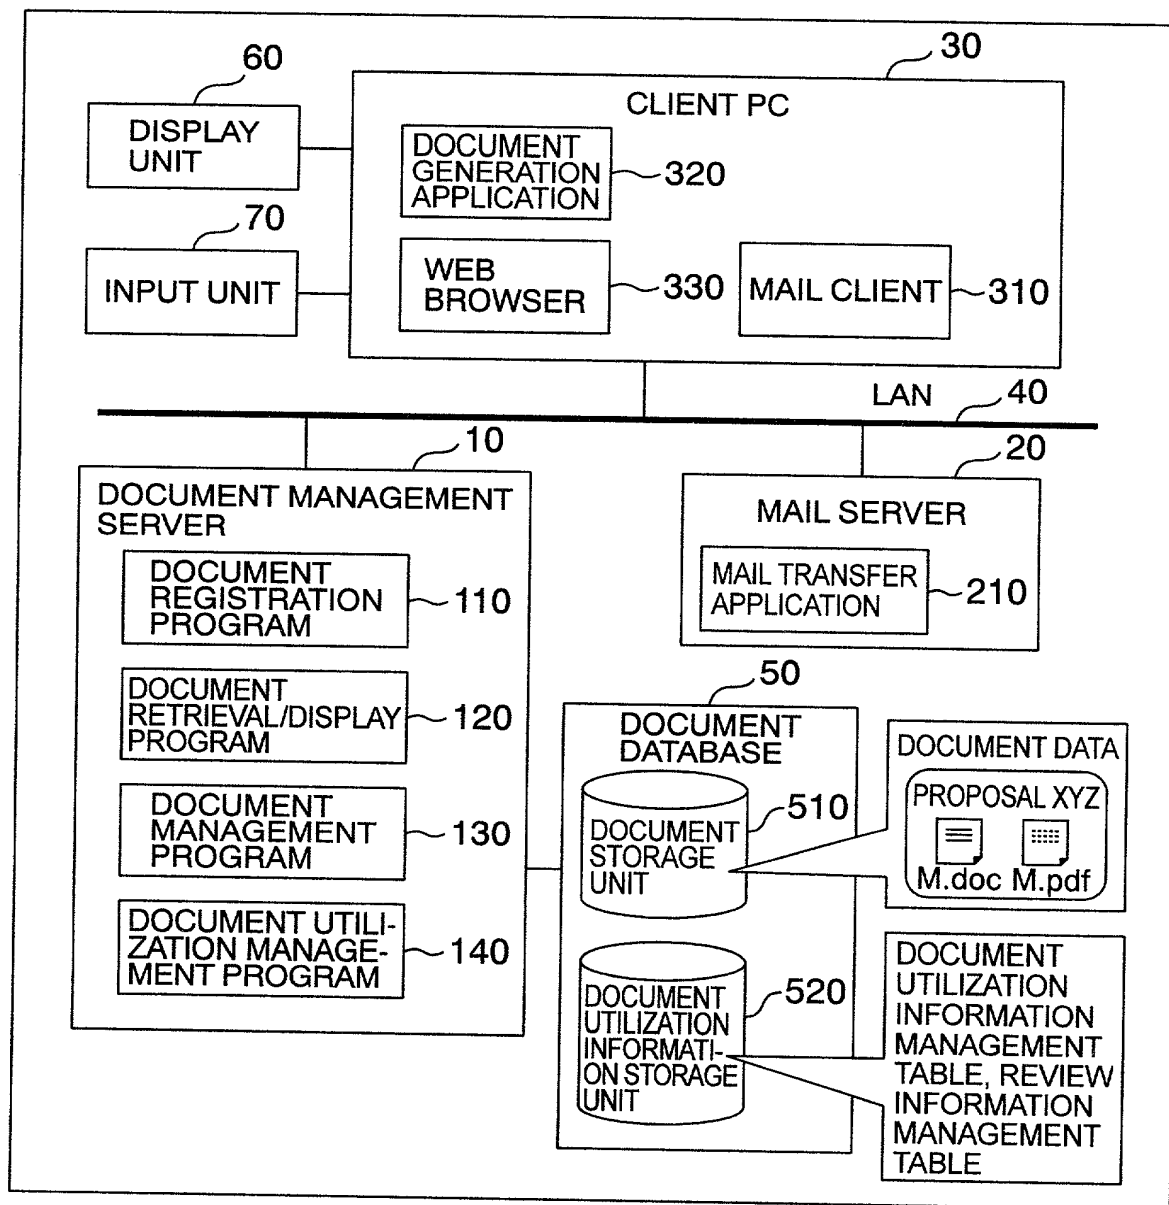 30
60
CLIENT PC
DISPLAY
UNIT
DOCUMENT
GENERATION
APPLICATION
320
70
INPUT UNIT
WEB
BROWSER
330
MAIL CLIENT
310
LAN
40
10
20
DOCUMENT MANAGEMENT
SERVER
DOCUMENT
REGISTRATION
PROGRAM
110
DOCUMENT
RETRIEVAL/DISPLAY
PROGRAM
120
DOCUMENT
MANAGEMENT
PROGRAM
130
DOCUMENT UTILI-
ZATION MANAGE-
MENT PROGRAM
140
MAIL SERVER
MAIL TRANSFER
APPLICATION
210
50
DOCUMENT
DATABASE
510
DOCUMENT
STORAGE
UNIT
520
DOCUMENT
UTILIZATION
INFORMATI-
ON STORAGE
UNIT
DOCUMENT DATA
PROPOSAL XYZ
M.doc M.pdf
DOCUMENT
UTILIZATION
INFORMATION
MANAGEMENT
TABLE, REVIEW
INFORMATION
MANAGEMENT
TABLE